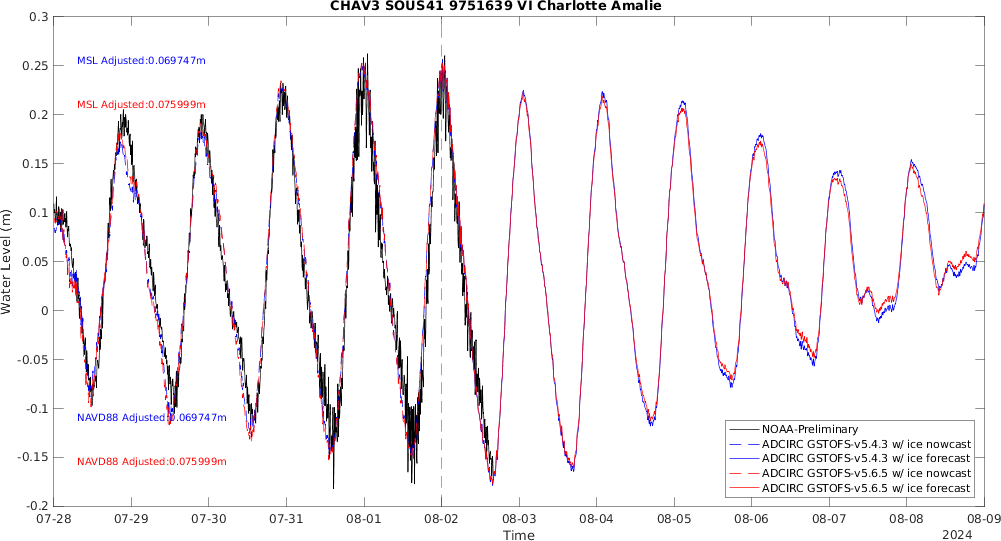 CHAV3 SOUS41 9751639 VI Charlotte Amalie
0.3
0.25
0.2
0.15
0.1
0.05
0
-0.05
-0.1
-0.15
-0.2
Water Level (m)
MSL Adjusted:0.069747m
MSL Adjusted:0.075999m
NAVD88 Adjusted:0.069747m
NAVD88 Adjusted:0.075999m
NOAA-Preliminary
ADCIRC GSTOFS-v5.4.3 w/ ice nowcast
ADCIRC GSTOFS-v5.4.3 w/ ice forecast
ADCIRC GSTOFS-v5.6.5 w/ ice nowcast
ADCIRC GSTOFS-v5.6.5 w/ ice forecast
07-28 07-29 07-30 07-31 08-01 08-02 08-03 08-04 08-05 08-06 08-07 08-08 08-09
Time
2024